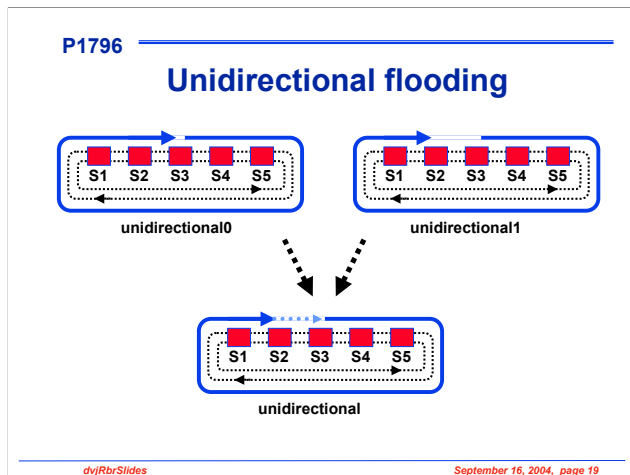 P1796
Unidirectional flooding
S1 S2 S3 S4 S5
unidirectional0
S1 S2 S3 S4 S5
unidirectional1
S1 S2 S3 S4 S5
unidirectional
dvjRbrSlides
September 16, 2004, page 19